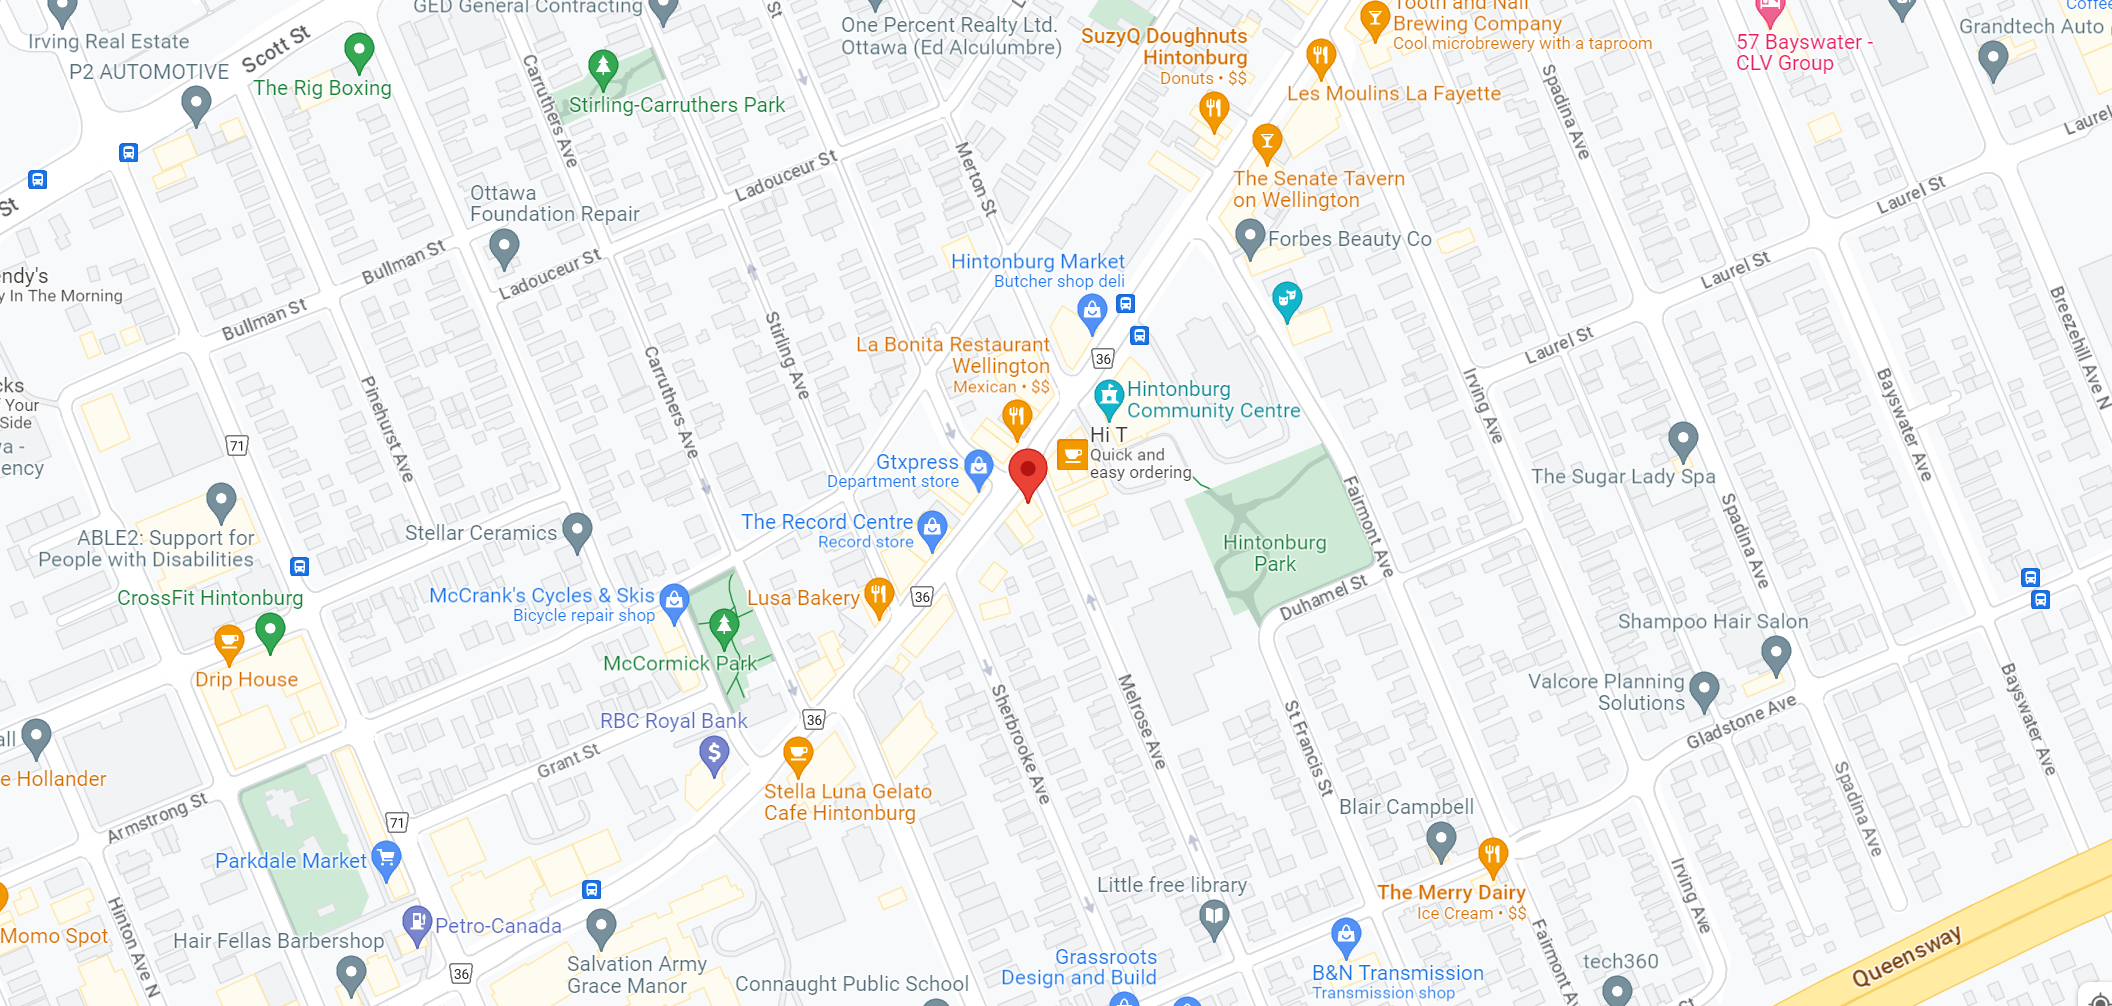 GED General Contracting
St
One Percent Realty Ltd.
Ottawa (Ed Alculumbre)
SuzyQ Doughnuts
Hintonburg
Donuts • $$
Tooth and Nail
Brewing Company
Cool microbrewery with a taproom
57 Bayswater -
CLV Group
Coffee
Grandtech Auto
Irving Real Estate
P2 AUTOMOTIVE
Scott St
The Rig Boxing
Carruthers Ave
Stirling-Carruthers Park
Les Moulins La Fayette
Spadina Ave
Laurel
Ladouceur St
Merton St
The Senate Tavern
on Wellington
Laurel St
St
Ottawa
Foundation Repair
Forbes Beauty Co
Bullman St
Ladouceur St
Hintonburg Market
Butcher shop deli
Laurel St
endy's
y In The Morning
Bullman St
Stirling Ave
Breezehill Ave N
La Bonita Restaurant
Wellington
Mexican • $$
36
Laurel St
Carruthers Ave
Pinehurst Ave
Irving Ave
Bayswater Ave
cks
Your
Side
Hintonburg
Community Centre
71
Hi T
Quick and
easy ordering
va -
ency
Gtxpress
Department store
The Sugar Lady Spa
Fairmont Ave
Spadina Ave
ABLE2: Support for
People with Disabilities
Stellar Ceramics
The Record Centre
Record store
Hintonburg
Park
CrossFit Hintonburg
McCrank's Cycles & Skis
Bicycle repair shop
Lusa Bakery
36
Duhamel St
Shampoo Hair Salon
Drip House
McCormick Park
Valcore Planning
Solutions
Bayswater Ave
Sherbrooke Ave
Melrose Ave
St Francis St
Gladstone Ave
all
RBC Royal Bank
36
e Hollander
Grant St
Stella Luna Gelato
Cafe Hintonburg
Spadina Ave
Armstrong St
71
Blair Campbell
Parkdale Market
Little free library
The Merry Dairy
Ice Cream • $$
Irving Ave
Hinton Ave N
Momo Spot
Petro-Canada
Hair Fellas Barbershop
36
Salvation Army
Grace Manor
Connaught Public School
Grassroots
Design and Build
B&N Transmission
Transmission shop
Fairmont Av
tech360
Queensway
St